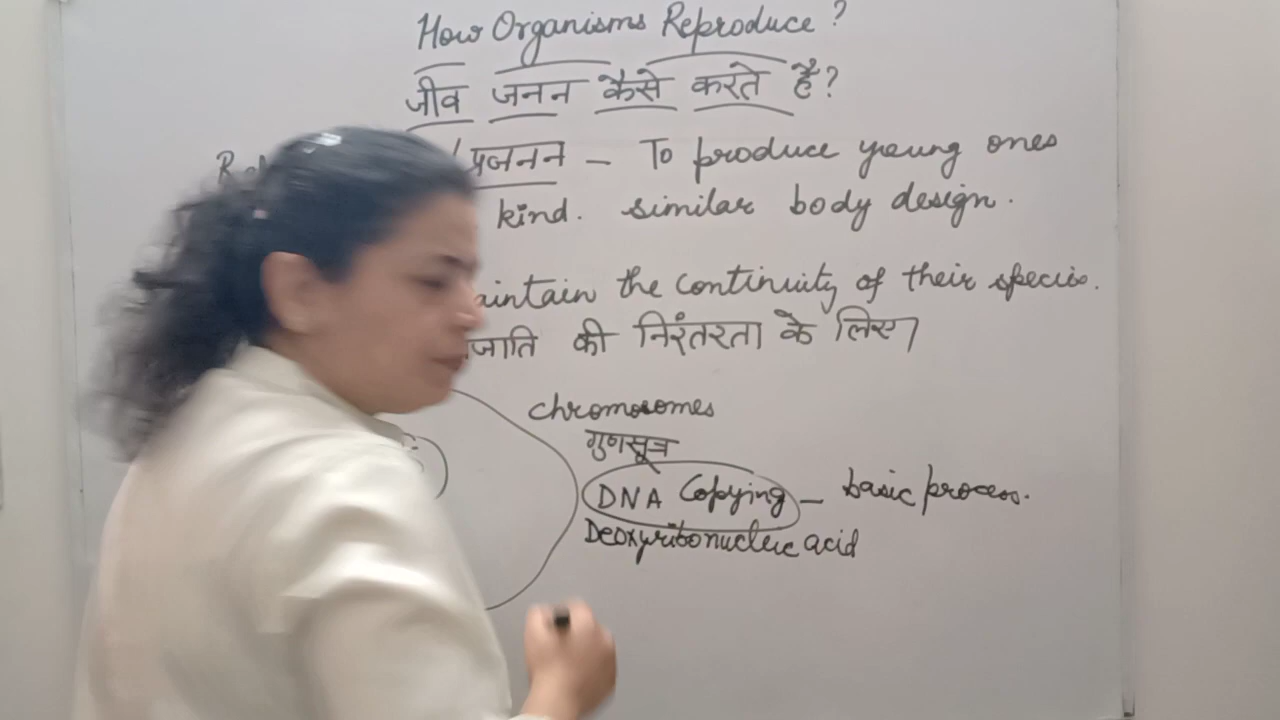 How Organisms Reproduce?
जीव जनन कैसे करते है?
प्रजनन - To produce young ones
kind. similar body design.
aintain the continuity of their species.
जाति की निरंतरता के लिए
chromosomes
गुणसूत्र
DNA Copying - basic process.
Deoxyribonucleic acid